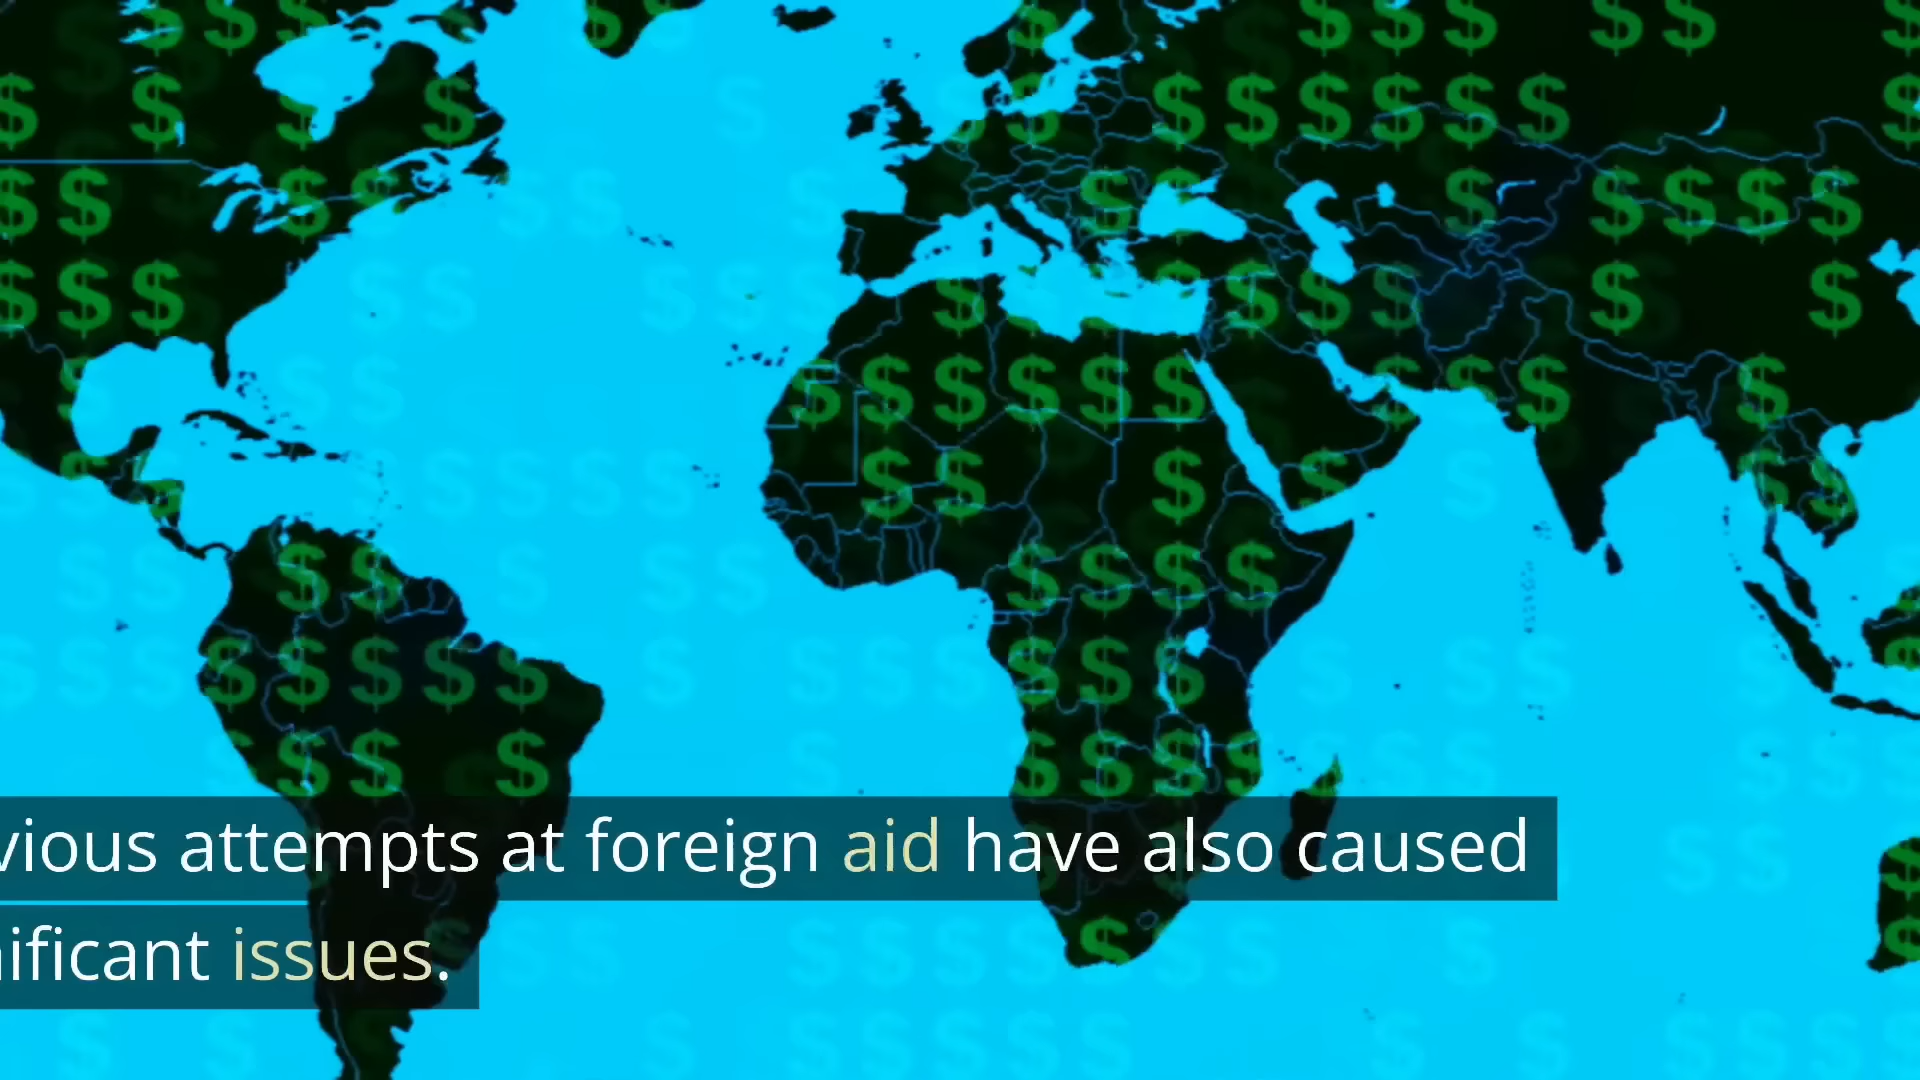 vious attempts at foreign aid have also caused
ificant issues.